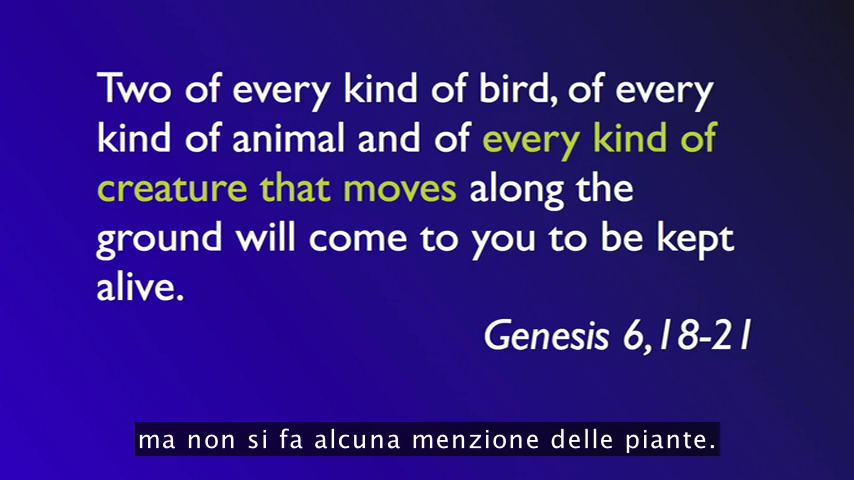 Two of every kind of bird, of every
kind of animal and of every kind of
creature that moves along the
ground will come to you to be kept
alive.
Genesis 6,18-21
ma non si fa alcuna menzione delle piante.